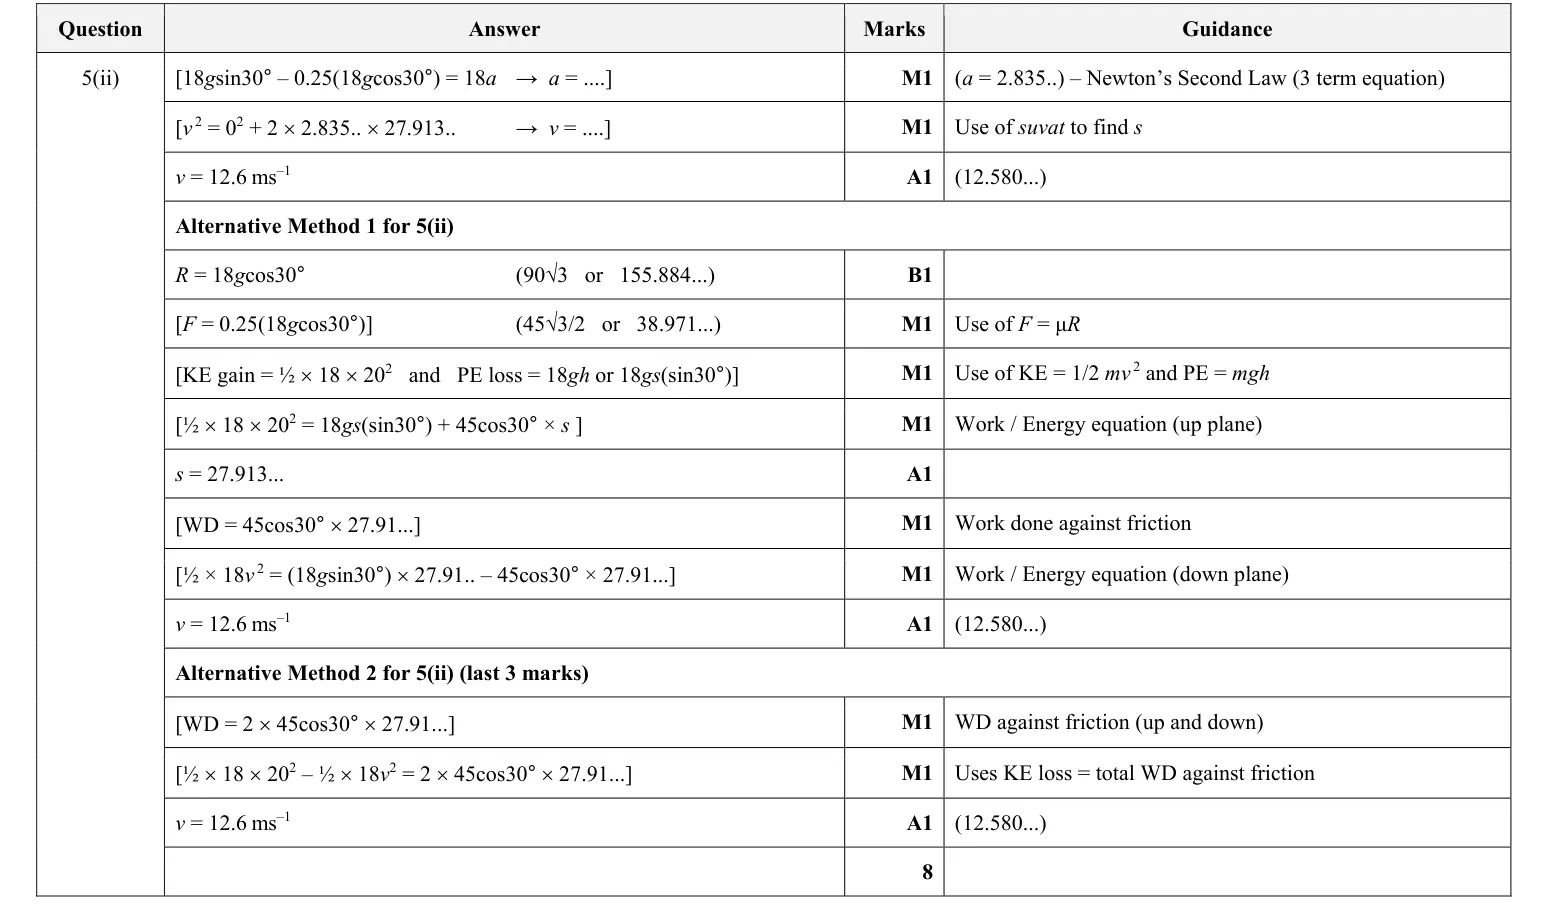 Question Answer Marks Guidance
5(ii) [18gsin30° – 0.25(18gcos30°) = 18a → a = ....] M1 (a = 2.835..) – Newton's Second Law (3 term equation)
[v² = 0² + 2 × 2.835.. × 27.913.. → v = ....] M1 Use of suvat to find s
v = 12.6 ms⁻¹ A1 (12.580...)
Alternative Method 1 for 5(ii)
R = 18gcos30° (90√3 or 155.884...) B1
[F = 0.25(18gcos30°)] (45√3/2 or 38.971...) M1 Use of F = μR
[KE gain = ½ × 18 × 20² and PE loss = 18gh or 18gs(sin30°)] M1 Use of KE = 1/2 mv² and PE = mgh
[½ × 18 × 20² = 18gs(sin30°) + 45cos30° × s ] M1 Work / Energy equation (up plane)
s = 27.913... A1
[WD = 45cos30° × 27.91...] M1 Work done against friction
[½ × 18v² = (18gsin30°) × 27.91.. – 45cos30° × 27.91...] M1 Work / Energy equation (down plane)
v = 12.6 ms⁻¹ A1 (12.580...)
Alternative Method 2 for 5(ii) (last 3 marks)
[WD = 2 × 45cos30° × 27.91...] M1 WD against friction (up and down)
[½ × 18 × 20² – ½ × 18v² = 2 × 45cos30° × 27.91...] M1 Uses KE loss = total WD against friction
v = 12.6 ms⁻¹ A1 (12.580...)
8